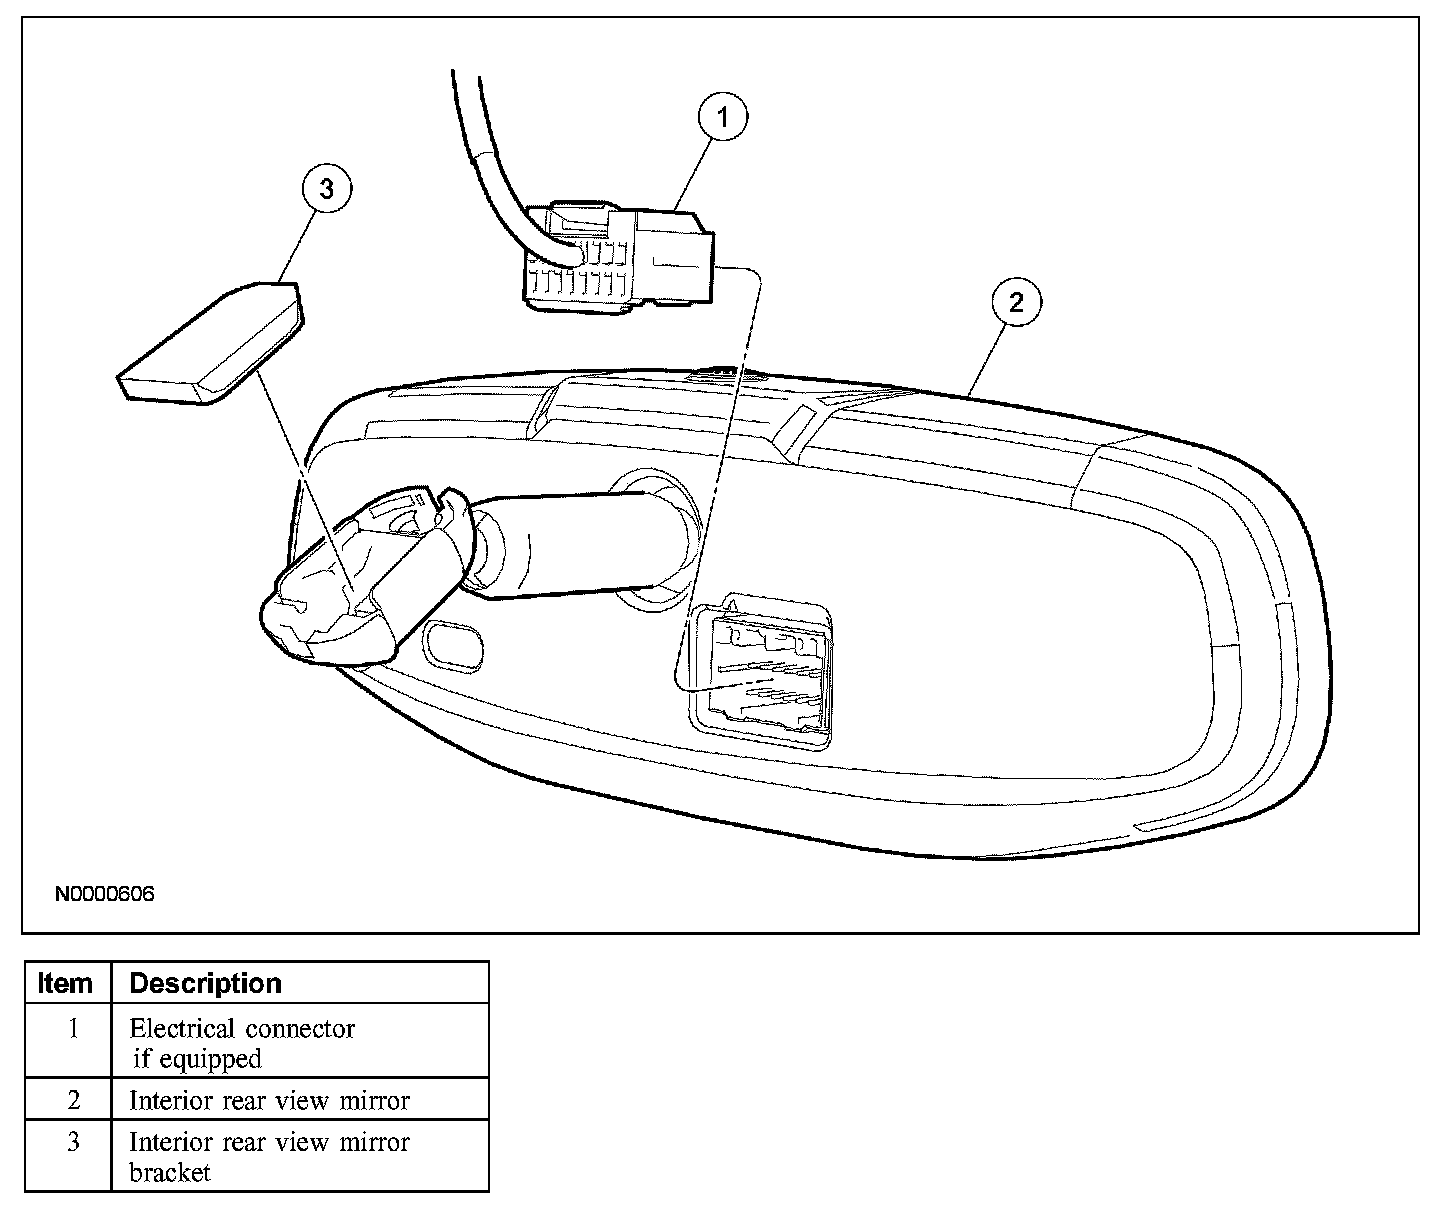 1
3
2
N0000606
Item Description
1 Electrical connector
if equipped
2 Interior rear view mirror
3 Interior rear view mirror
bracket